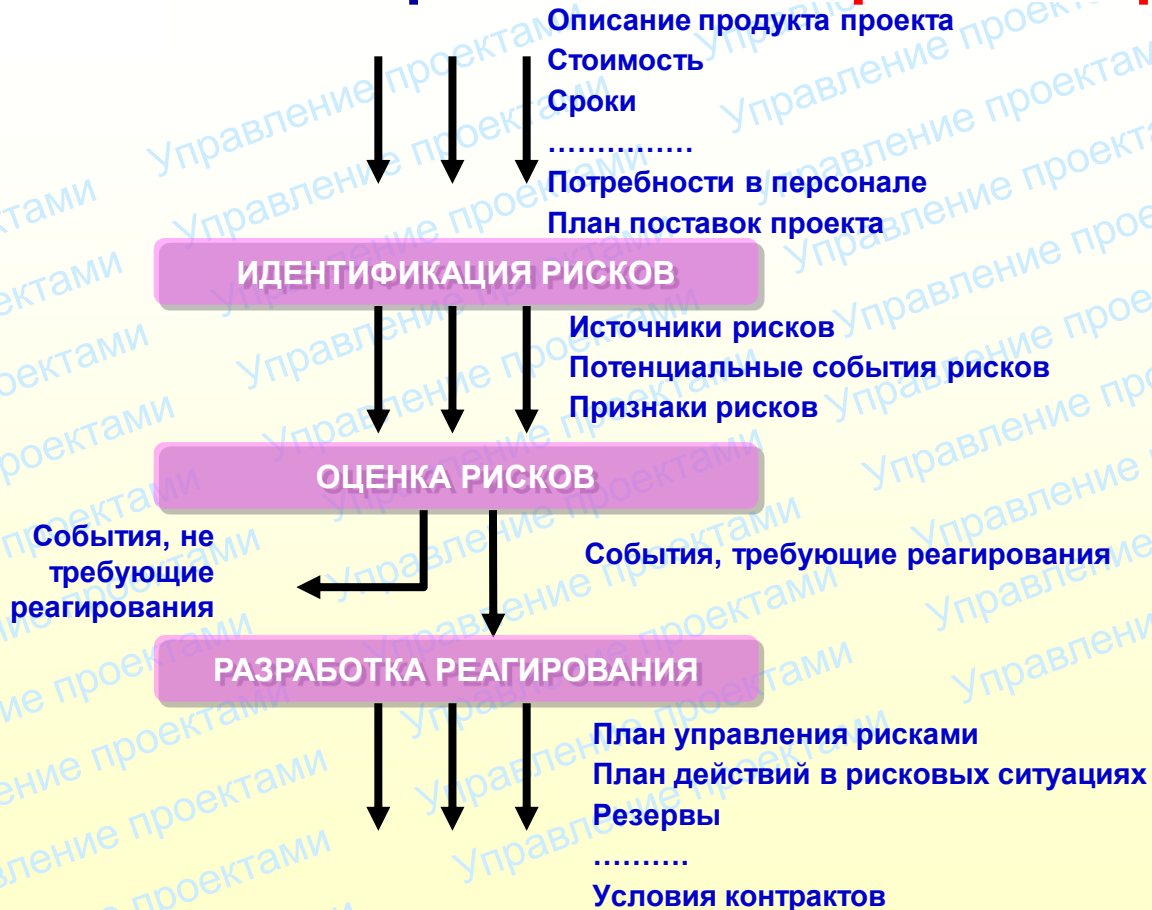 Описание продукта проекта
Стоимость
Сроки
……………
Потребности в персонале
План поставок проекта
ИДЕНТИФИКАЦИЯ РИСКОВ
Источники рисков
Потенциальные события рисков
Признаки рисков
ОЦЕНКА РИСКОВ
События, не
требующие
реагирования
События, требующие реагирования
РАЗРАБОТКА РЕАГИРОВАНИЯ
План управления рисками
План действий в рисковых ситуациях
Резервы
……….
Условия контрактов
Управление проектами